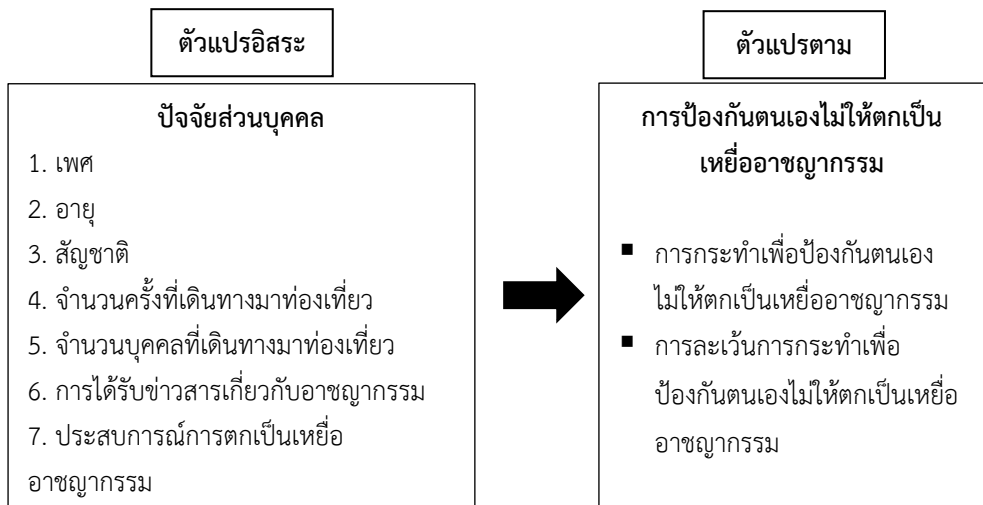 ตัวแปรอิสระ
ปัจจัยส่วนบุคคล
1. เพศ
2. อายุ
3. สัญชาติ
4. จำนวนครั้งที่เดินทางมาท่องเที่ยว
5. จำนวนบุคคลที่เดินทางมาท่องเที่ยว
6. การได้รับข่าวสารเกี่ยวกับอาชญากรรม
7. ประสบการณ์การตกเป็นเหยื่อ
อาชญากรรม
ตัวแปรตาม
การป้องกันตนเองไม่ให้ตกเป็น
เหยื่ออาชญากรรม
▪ การกระทำเพื่อป้องกันตนเอง
ไม่ให้ตกเป็นเหยื่ออาชญากรรม
▪ การละเว้นการกระทำเพื่อ
ป้องกันตนเองไม่ให้ตกเป็นเหยื่อ
อาชญากรรม